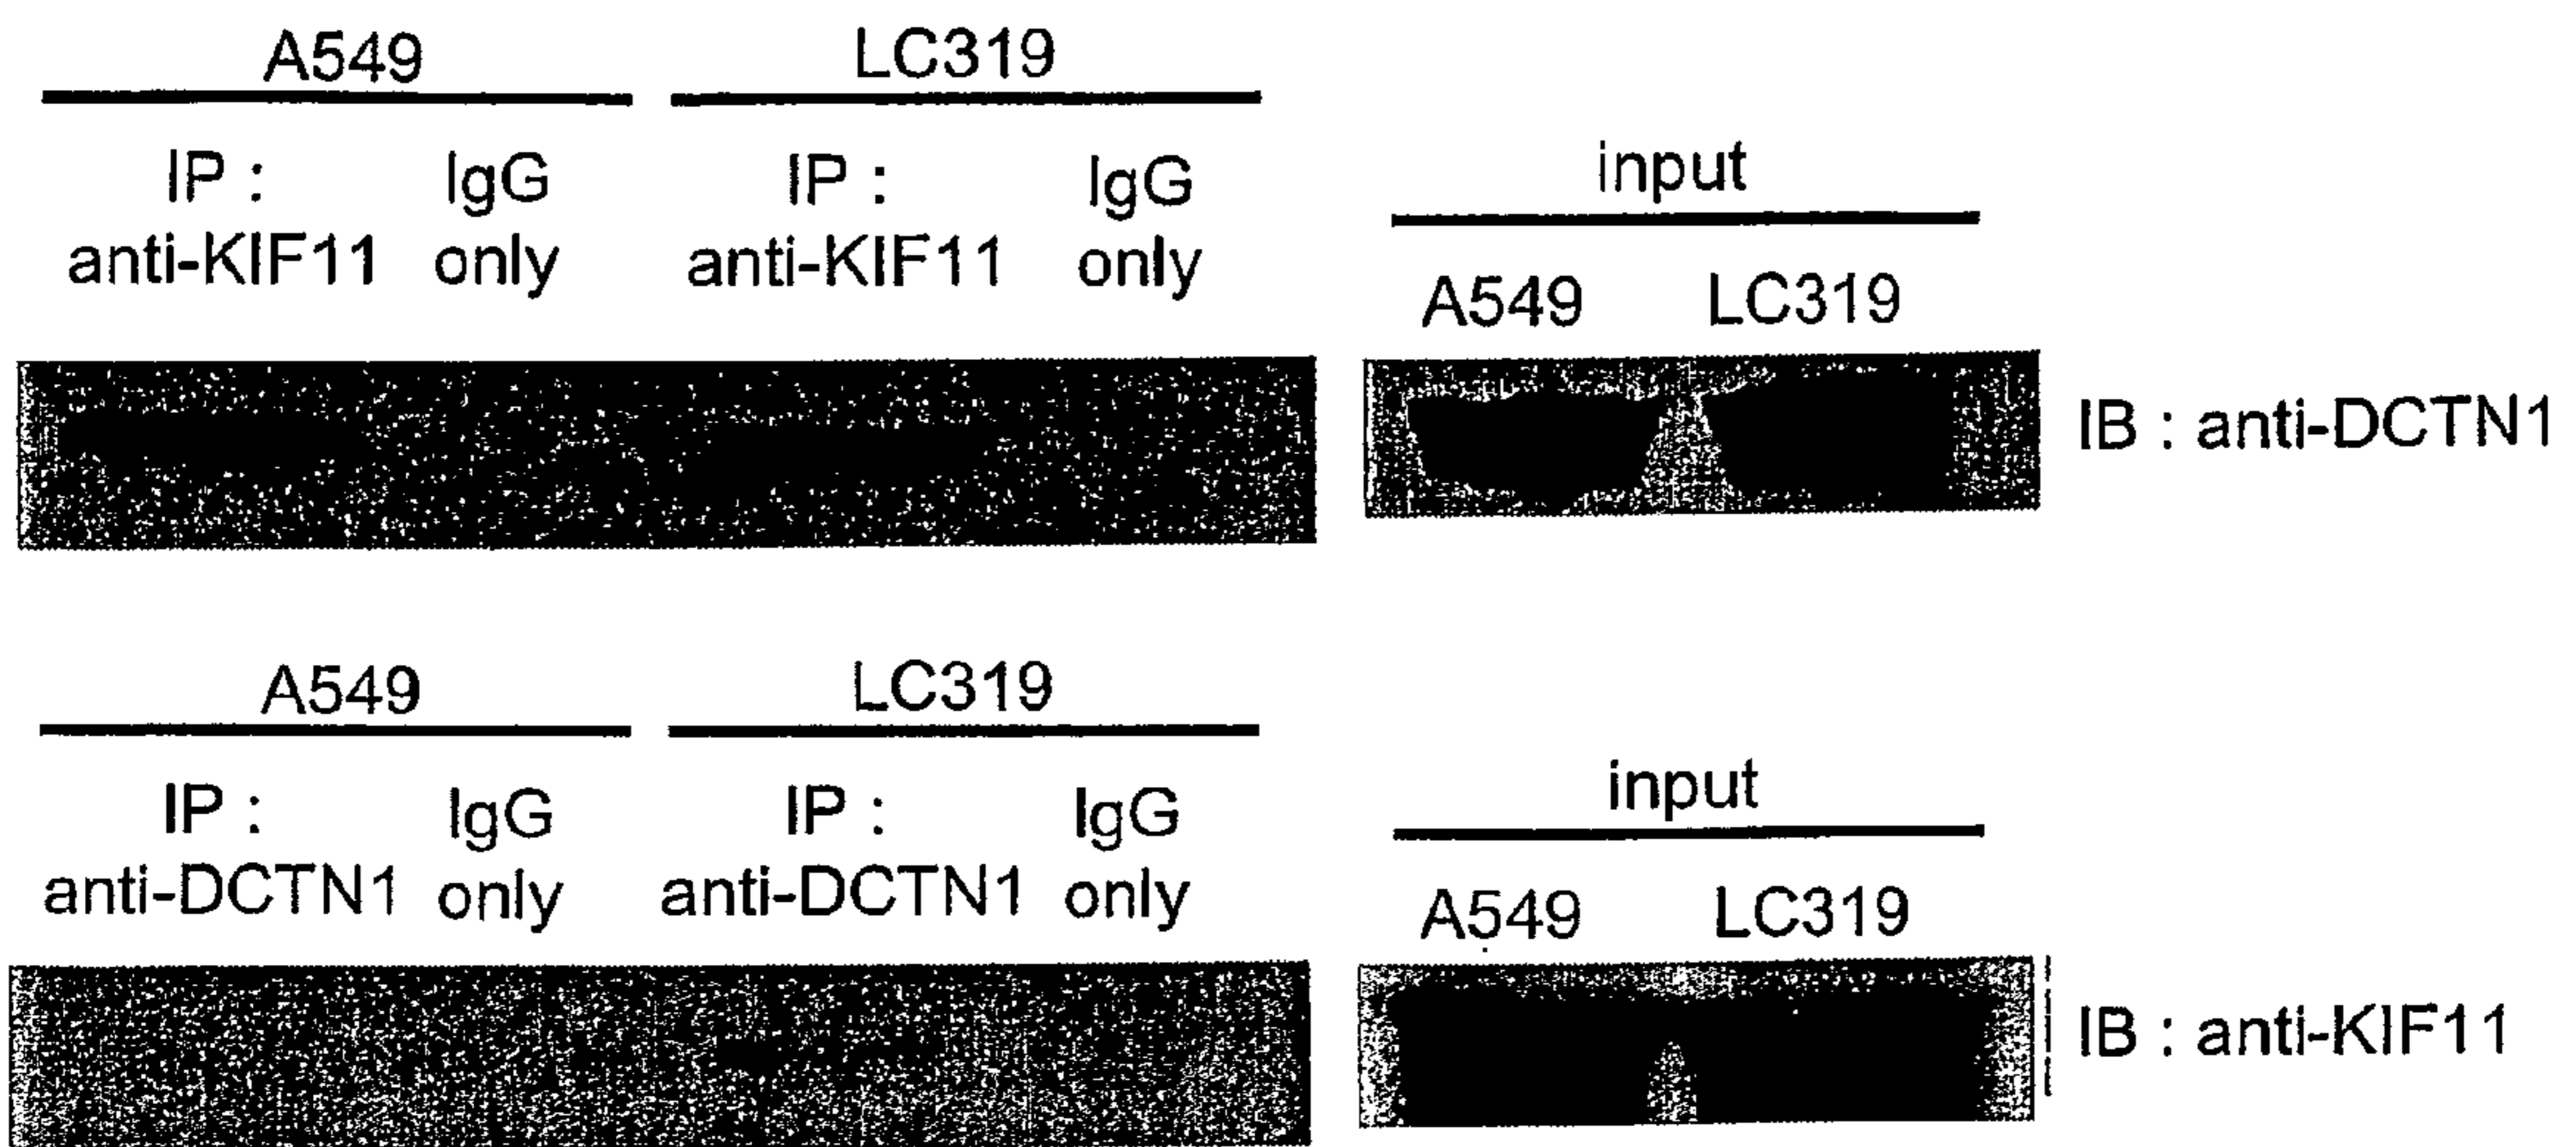 A549 LC319
IP : IgG IP : IgG
anti-KIF11 only anti-KIF11 only
input
A549 LC319
IB : anti-DCTN1
A549 LC319
IP : IgG IP : IgG
anti-DCTN1 only anti-DCTN1 only
input
A549 LC319
IB : anti-KIF11